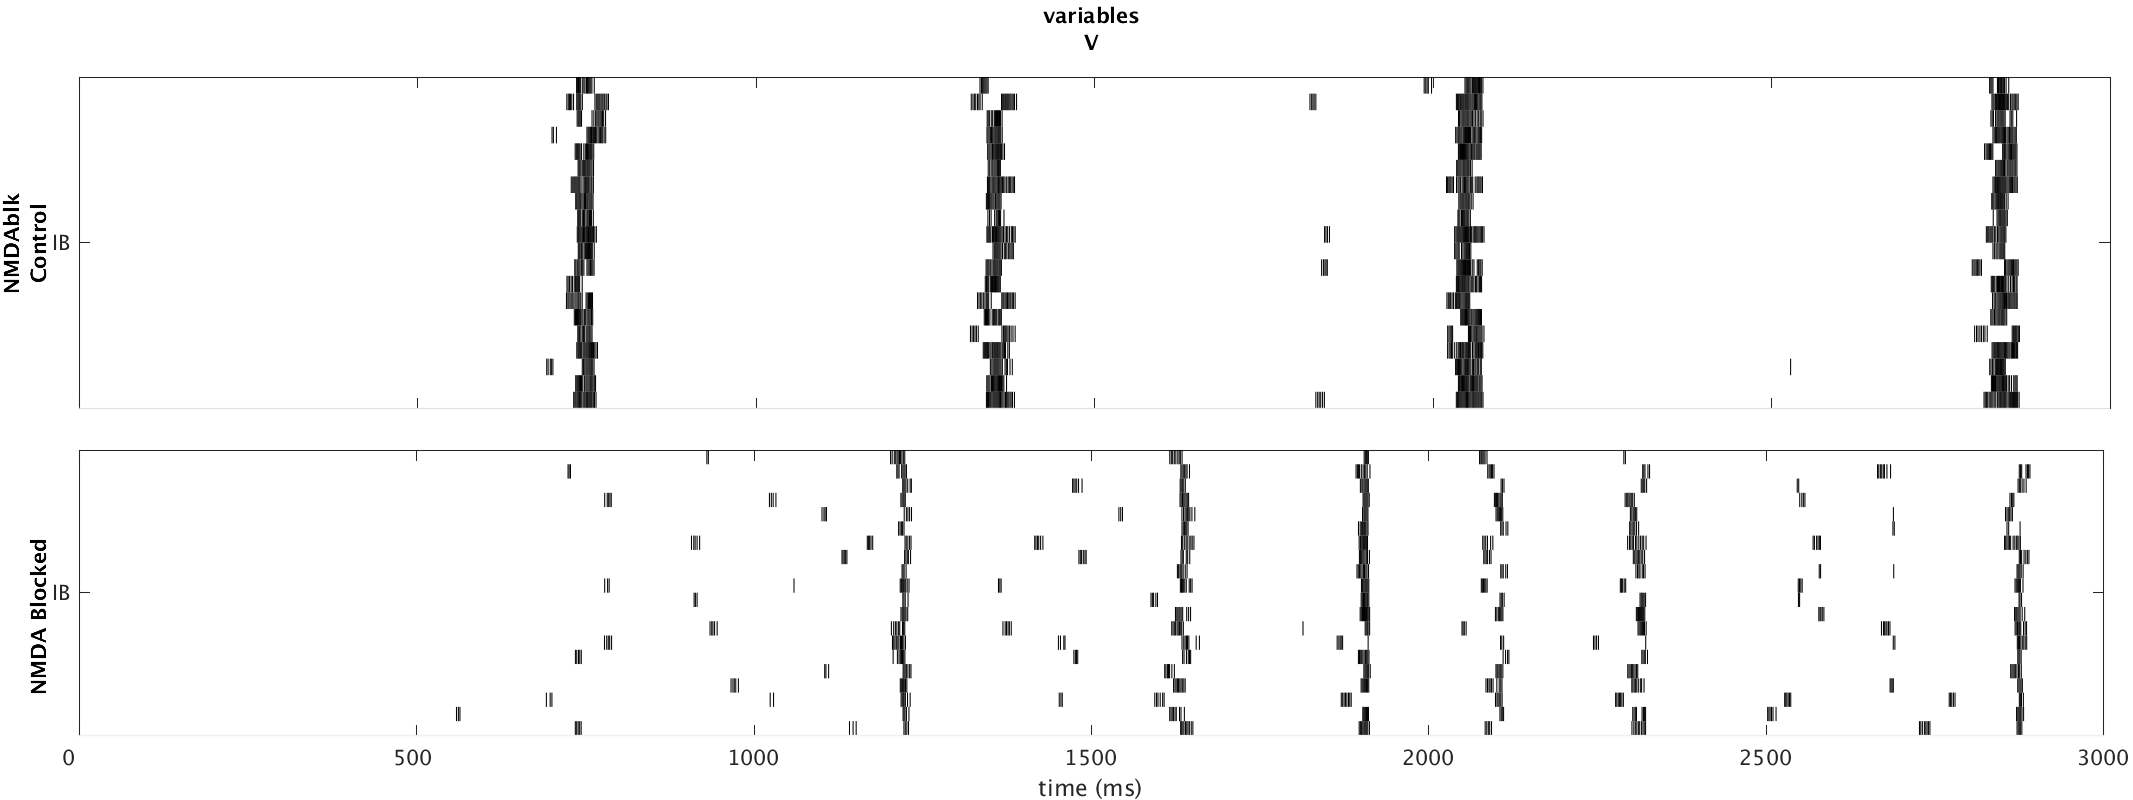 variables
V
NMDAblk
Control
IB
NMDA Blocked
IB
0 500 1000 1500 2000 2500 3000
time (ms)